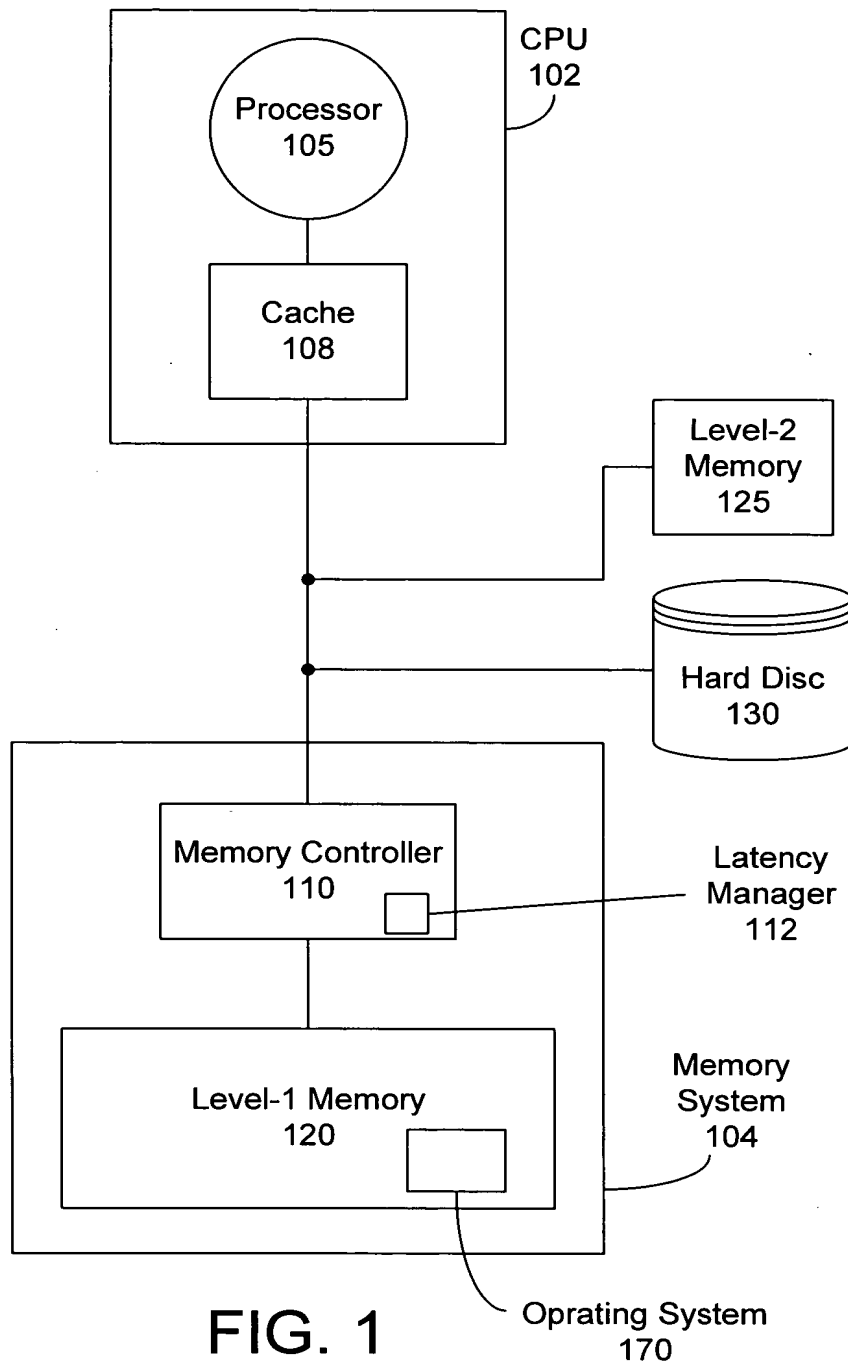 CPU
102
Processor
105
Cache
108
Level-2
Memory
125
Hard Disc
130
Memory Controller
110
Latency
Manager
112
Level-1 Memory
120
Memory
System
104
FIG. 1
Oprating System
170